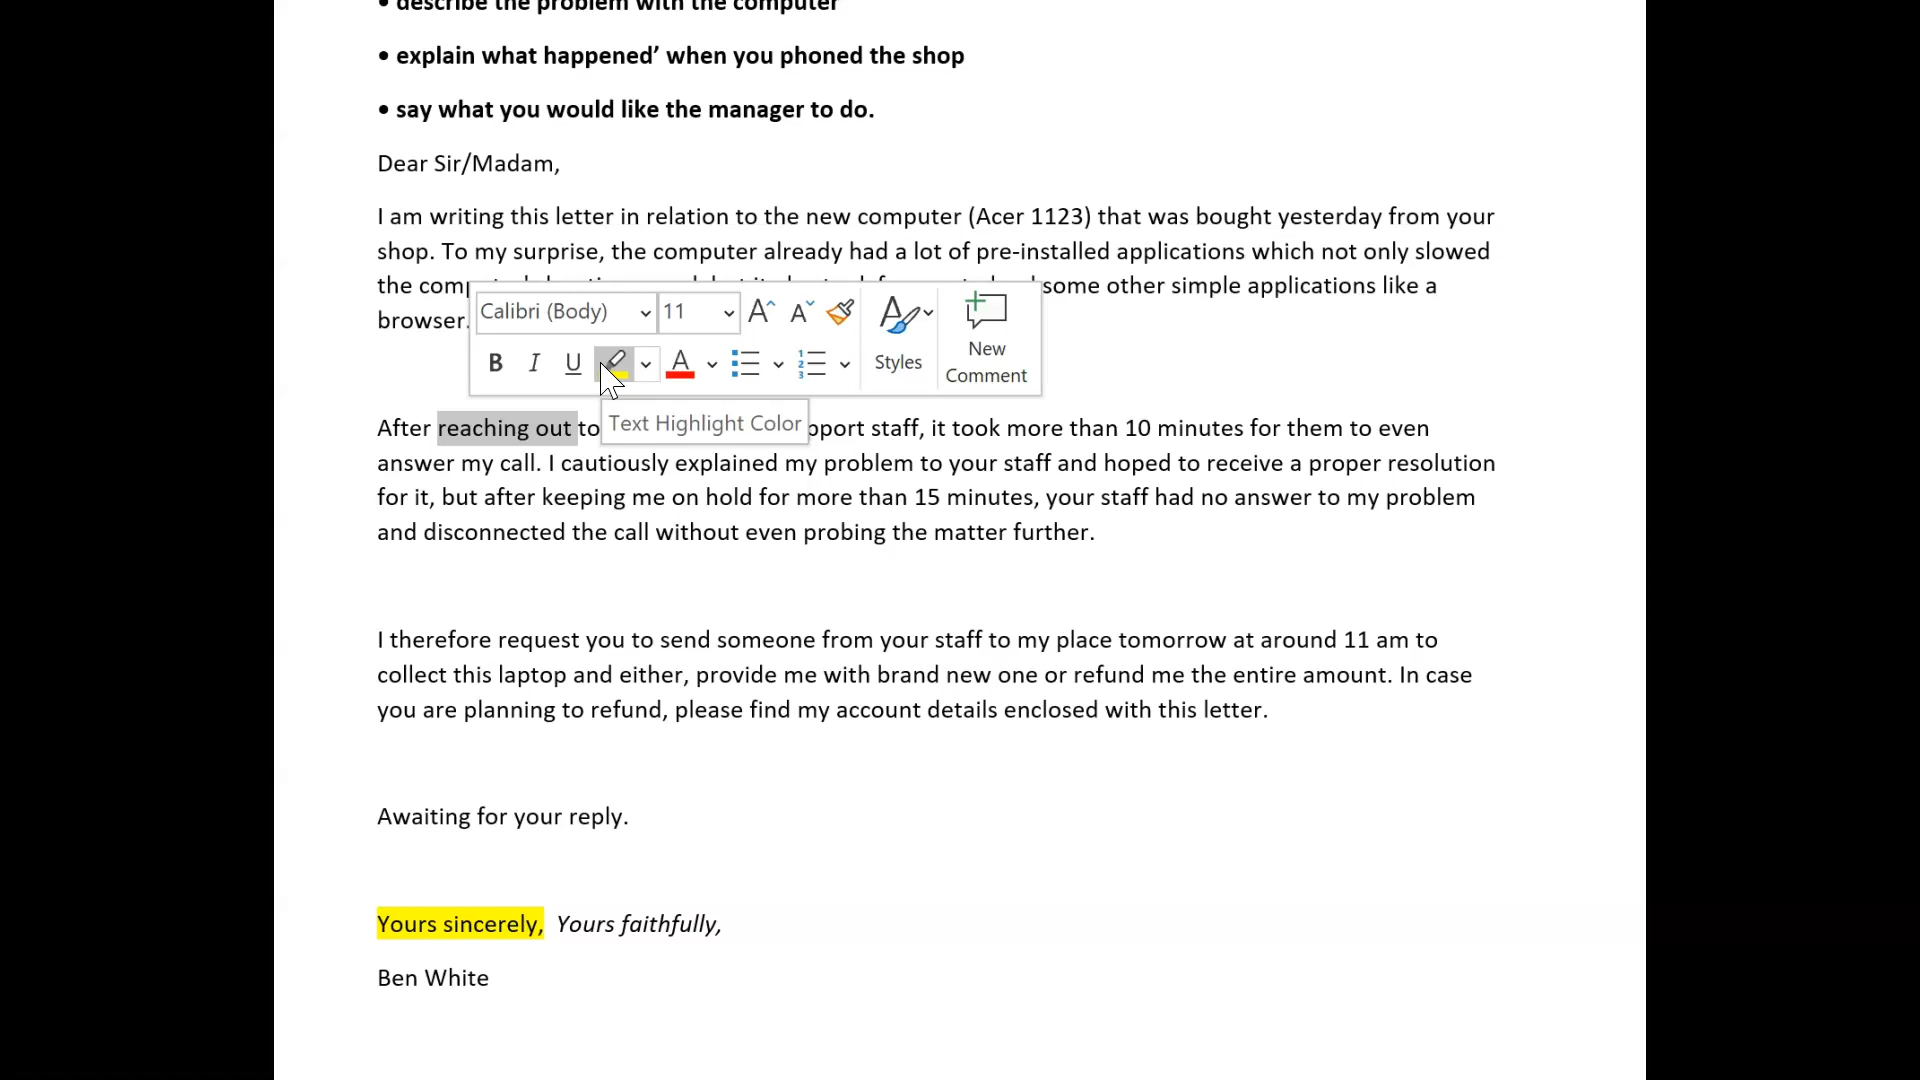 • describe the problem with the computer
• explain what happened’ when you phoned the shop
• say what you would like the manager to do.
Dear Sir/Madam,
I am writing this letter in relation to the new computer (Acer 1123) that was bought yesterday from your
shop. To my surprise, the computer already had a lot of pre-installed applications which not only slowed
the some other simple applications like a
browser.
Calibri (Body) 11
B I U A Styles
New
Comment
Text Highlight Color
After reaching out to pport staff, it took more than 10 minutes for them to even
answer my call. I cautiously explained my problem to your staff and hoped to receive a proper resolution
for it, but after keeping me on hold for more than 15 minutes, your staff had no answer to my problem
and disconnected the call without even probing the matter further.
I therefore request you to send someone from your staff to my place tomorrow at around 11 am to
collect this laptop and either, provide me with brand new one or refund me the entire amount. In case
you are planning to refund, please find my account details enclosed with this letter.
Awaiting for your reply.
Yours sincerely, Yours faithfully,
Ben White